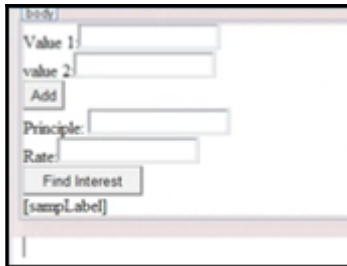 body
Value 1:
value 2:
Add
Principle:
Rate:
Find Interest
[sampLabel]